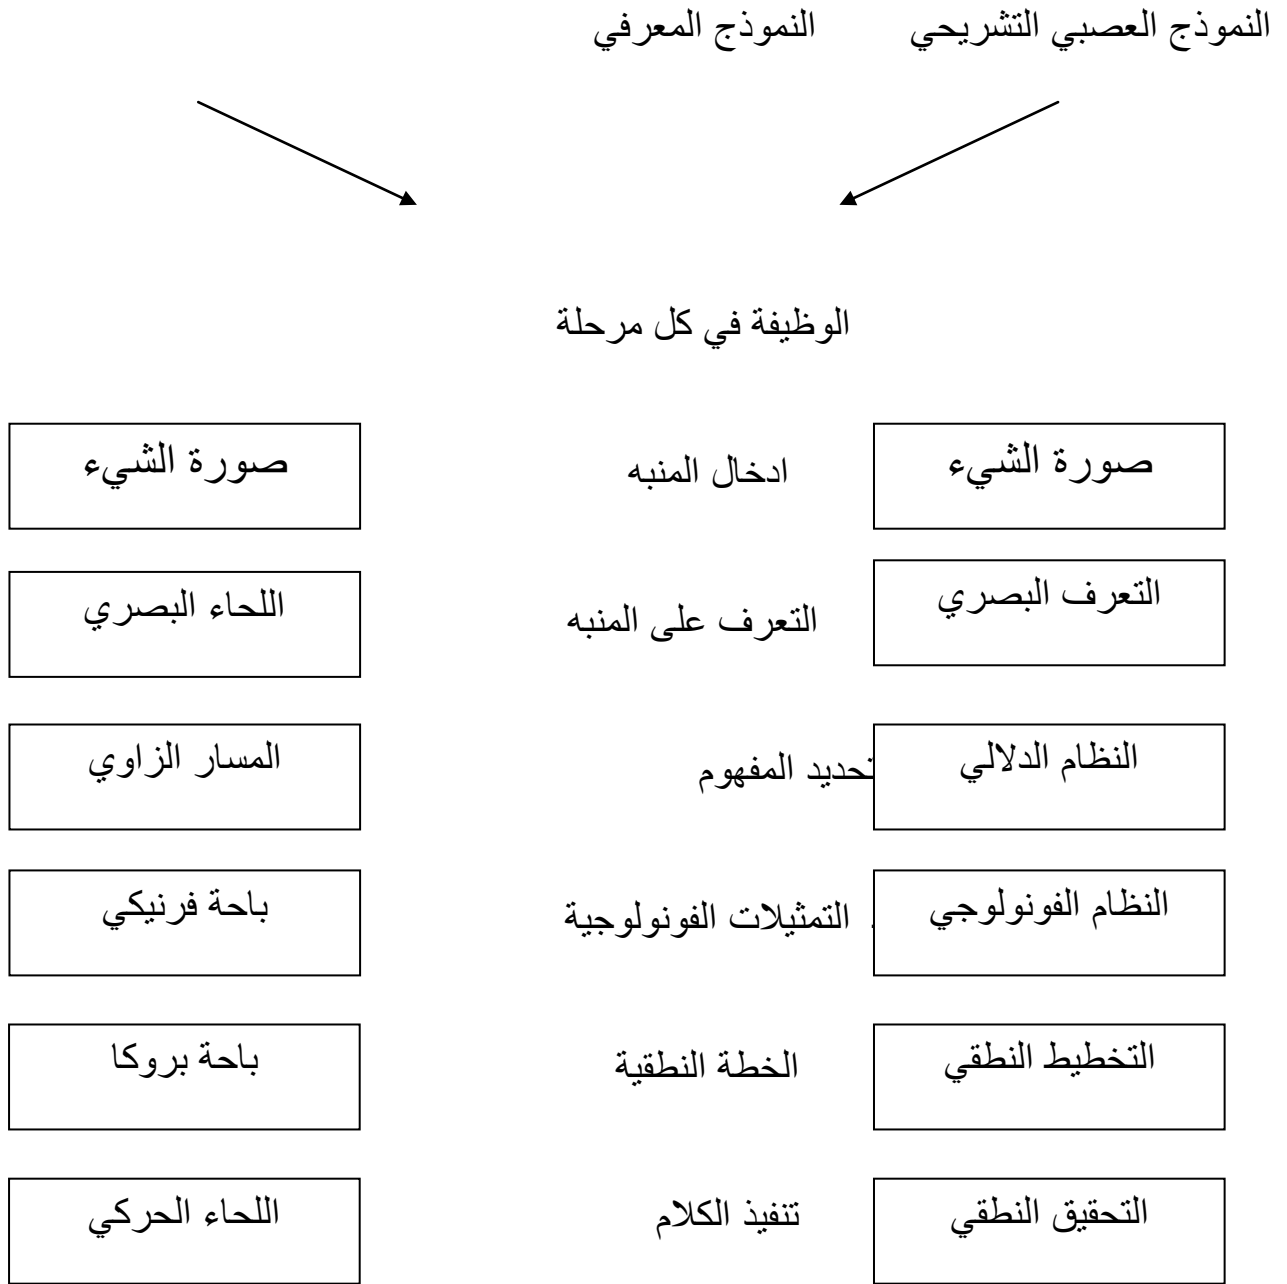 النموذج العصبي التشريحي النموذج المعرفي
الوظيفة في كل مرحلة
صورة الشيء ادخال المنبه صورة الشيء
التعرف البصري التعرف على المنبه اللحاء البصري
النظام الدلالي تحديد المفهوم المسار الزاوي
النظام الفونولوجي التمثيلات الفونولوجية باحة فرنيكي
التخطيط النطقي الخطة النطقية باحة بروكا
التحقيق النطقي تنفيذ الكلام اللحاء الحركي